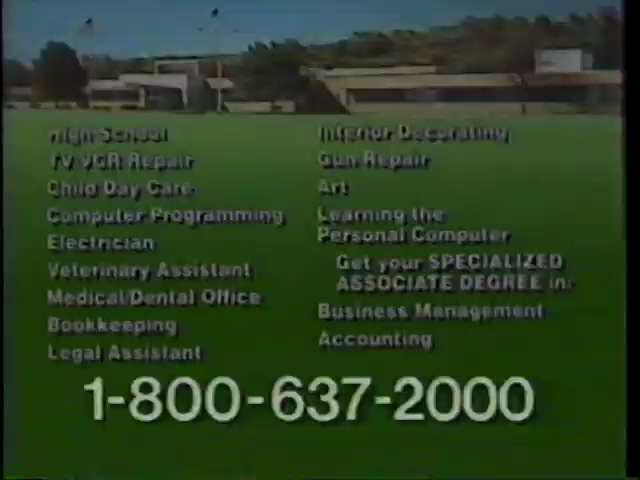 High School
TV VCR Repair
Child Day Care
Computer Programming
Electrician
Veterinary Assistant
Medical/Dental Office
Bookkeeping
Legal Assistant
Interior Decorating
Gun Repair
Art
Learning the
Personal Computer
Get your SPECIALIZED
ASSOCIATE DEGREE in:
Business Management
Accounting
1-800-637-2000